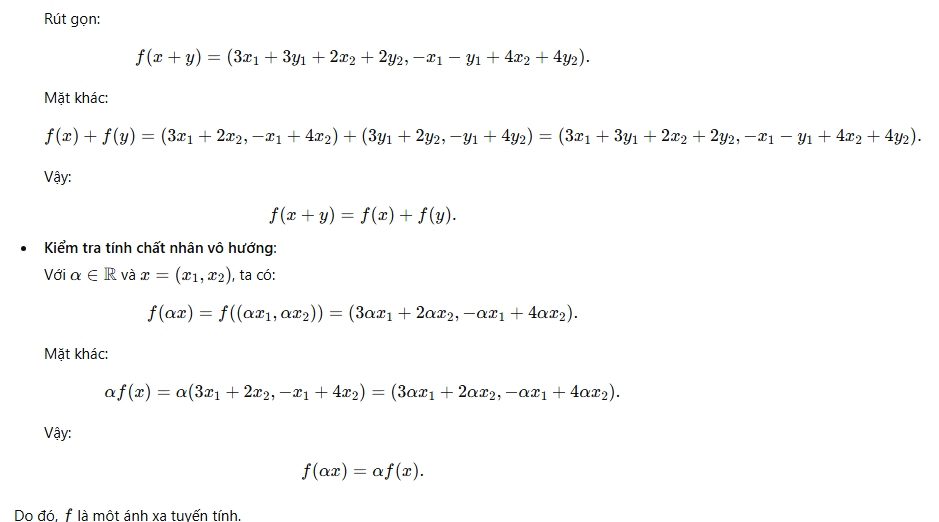 Rút gọn:
f(x + y) = (3x₁ + 3y₁ + 2x₂ + 2y₂, −x₁ − y₁ + 4x₂ + 4y₂).
Mặt khác:
f(x) + f(y) = (3x₁ + 2x₂, −x₁ + 4x₂) + (3y₁ + 2y₂, −y₁ + 4y₂) = (3x₁ + 3y₁ + 2x₂ + 2y₂, −x₁ − y₁ + 4x₂ + 4y₂).
Vậy:
f(x + y) = f(x) + f(y).
• Kiểm tra tính chất nhân vô hướng:
Với α ∈ ℝ và x = (x₁, x₂), ta có:
f(αx) = f((αx₁, αx₂)) = (3αx₁ + 2αx₂, −αx₁ + 4αx₂).
Mặt khác:
αf(x) = α(3x₁ + 2x₂, −x₁ + 4x₂) = (3αx₁ + 2αx₂, −αx₁ + 4αx₂).
Vậy:
f(αx) = αf(x).
Do đó, f là một ánh xạ tuyến tính.